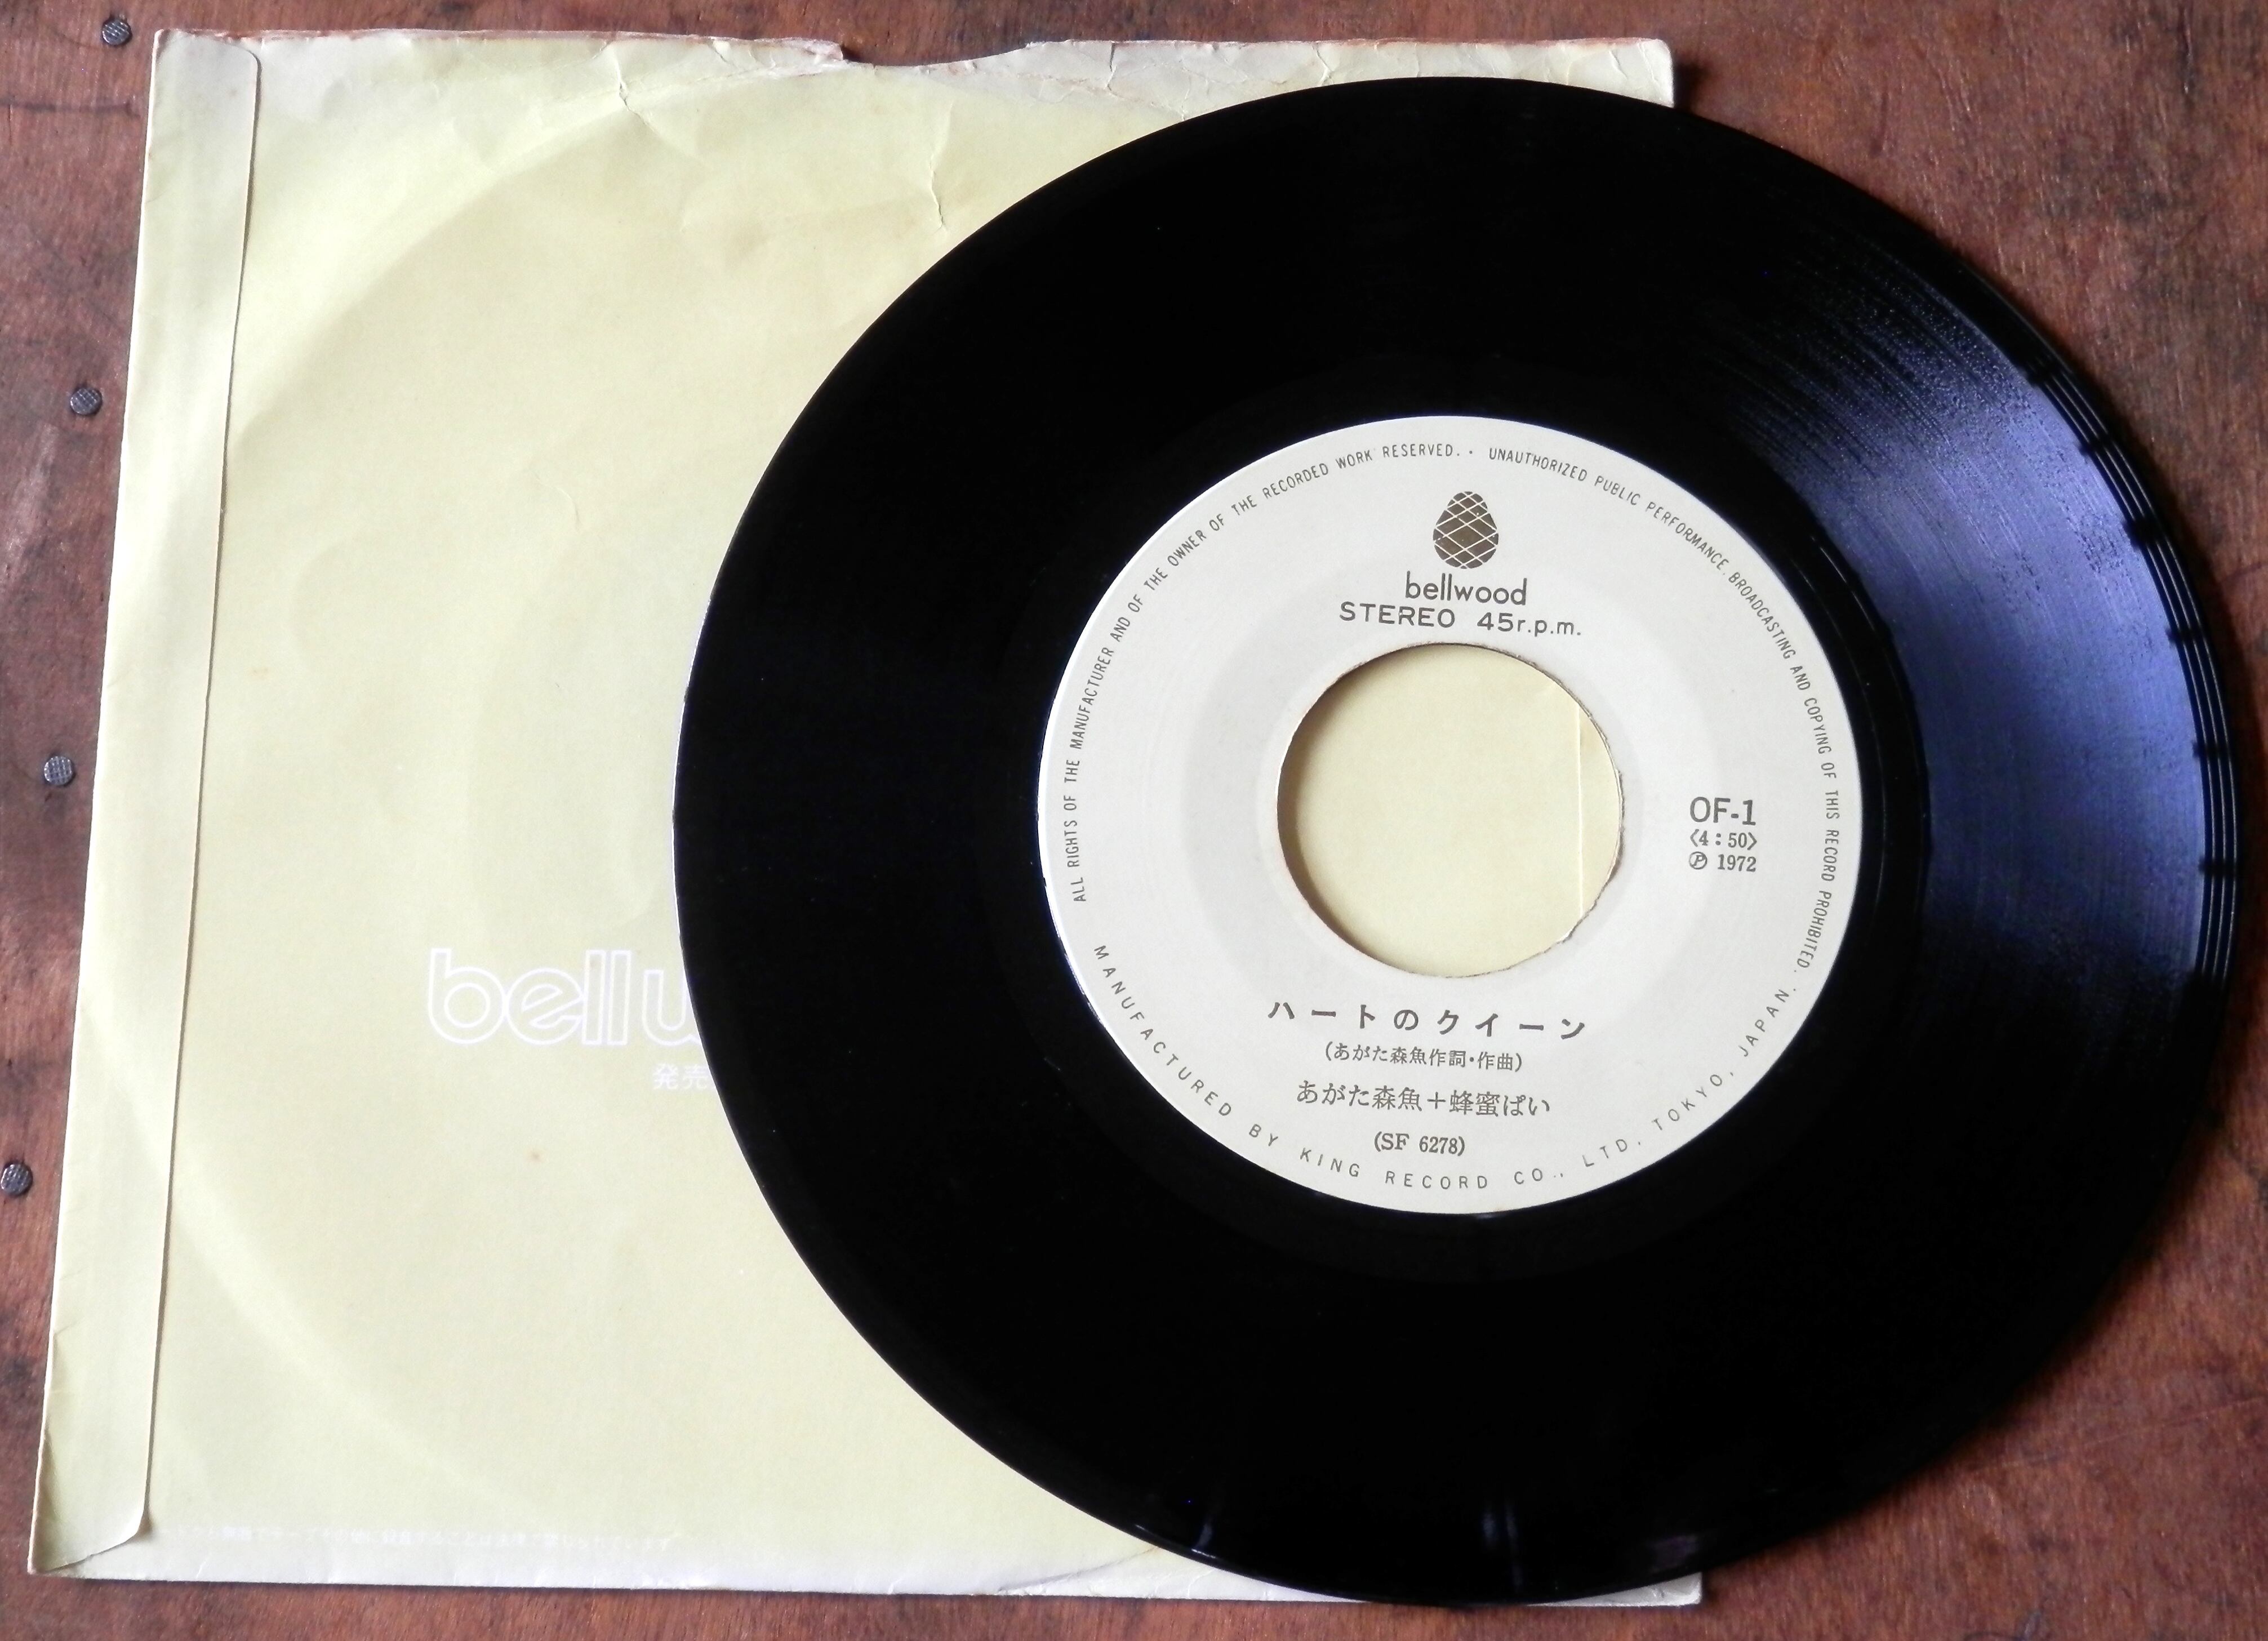 ALL RIGHTS OF THE MANUFACTURER AND OF THE OWNER OF THE RECORDED WORK RESERVED. · UNAUTHORIZED PUBLIC PERFORMANCE. BROADCASTING AND COPYING OF THIS RECORD PROHIBITED.
bellwood
STEREO 45r.p.m.
OF-1
〈4:50〉
Ⓟ 1972
ハートのクイーン
(あがた森魚作詞・作曲)
あがた森魚+蜂蜜ぱい
(SF 6278)
MANUFACTURED BY KING RECORD CO., LTD. TOKYO, JAPAN.
bellw
発売